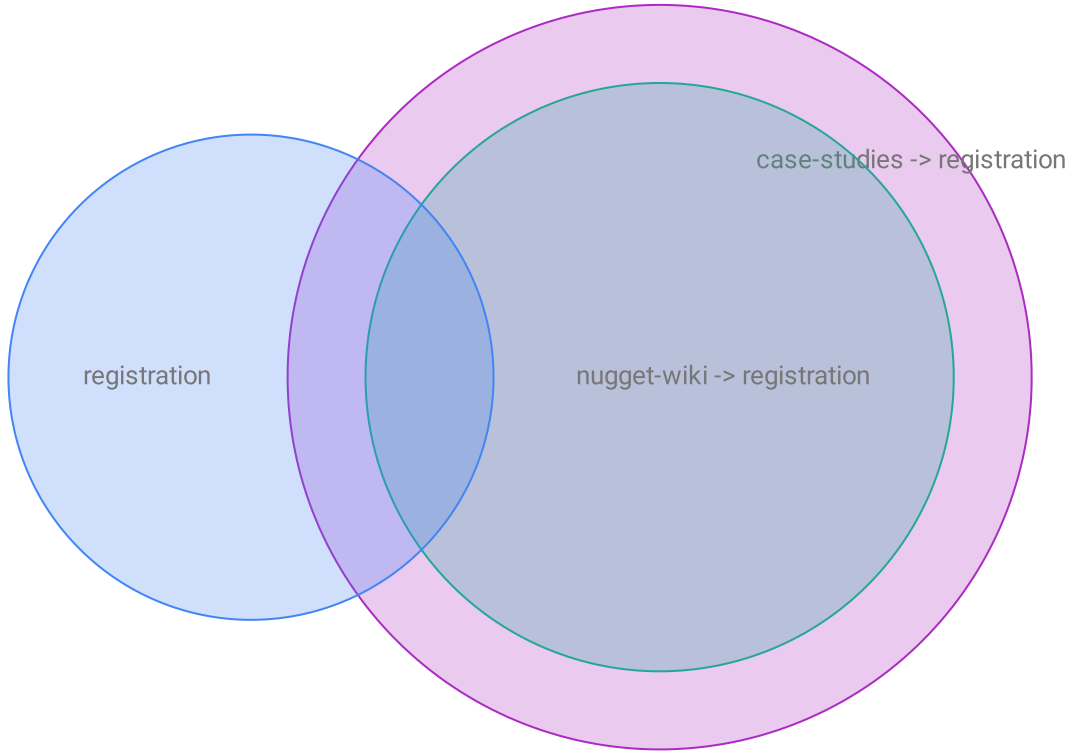 case-studies -> registration
registration
nugget-wiki -> registration